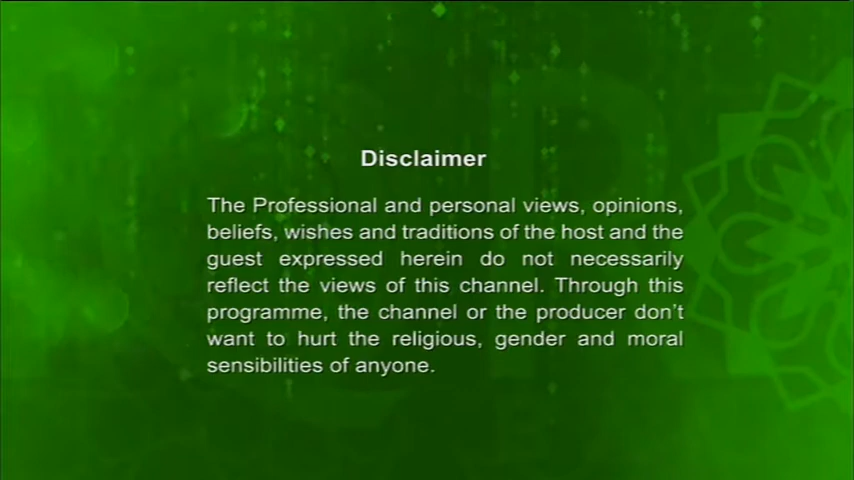 Disclaimer
The Professional and personal views, opinions,
beliefs, wishes and traditions of the host and the
guest expressed herein do not necessarily
reflect the views of this channel. Through this
programme, the channel or the producer don't
want to hurt the religious, gender and moral
sensibilities of anyone.